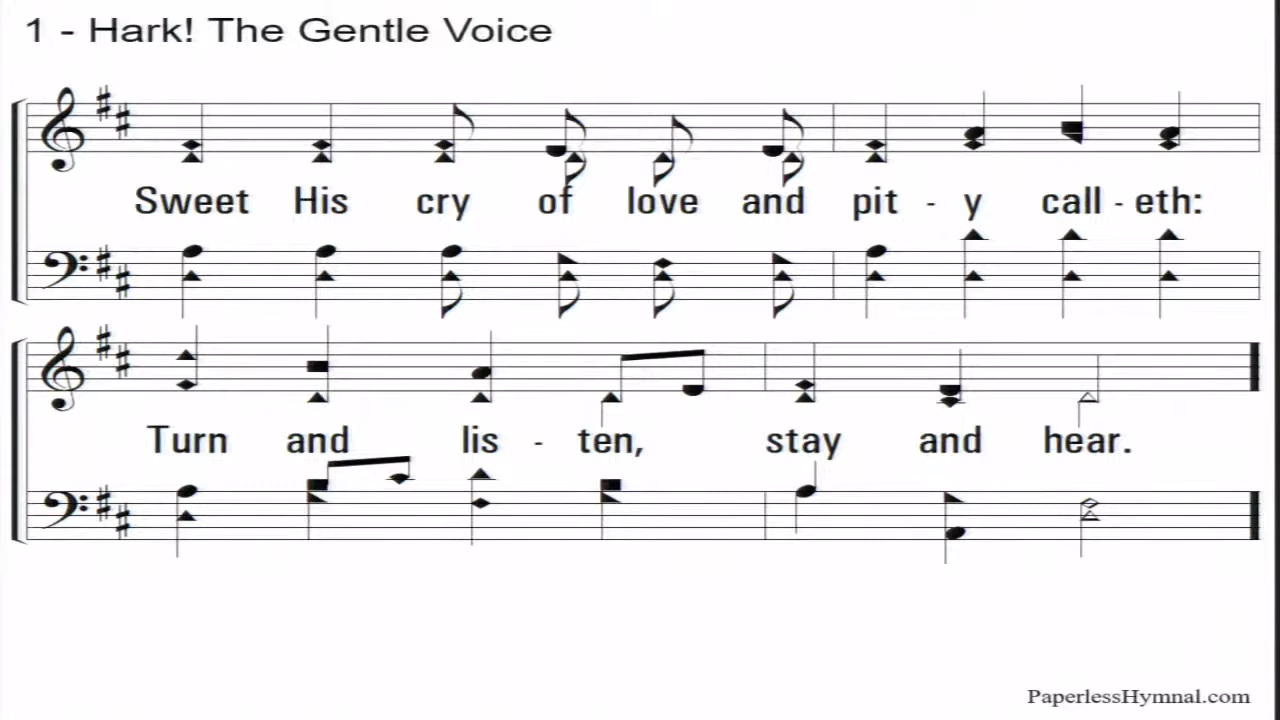 1 - Hark! The Gentle Voice
Sweet His cry of love and pit - y call - eth:
Turn and lis - ten, stay and hear.
PaperlessHymnal.com